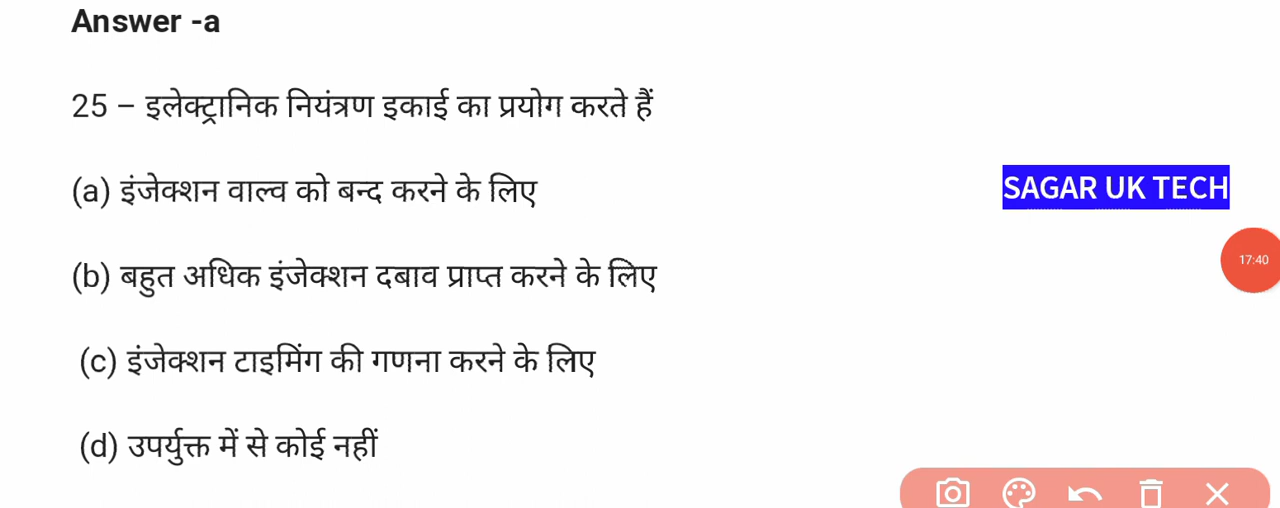 Answer -a
25 – इलेक्ट्रानिक नियंत्रण इकाई का प्रयोग करते हैं
(a) इंजेक्शन वाल्व को बन्द करने के लिए
SAGAR UK TECH
(b) बहुत अधिक इंजेक्शन दबाव प्राप्त करने के लिए
17:40
(c) इंजेक्शन टाइमिंग की गणना करने के लिए
(d) उपर्युक्त में से कोई नहीं